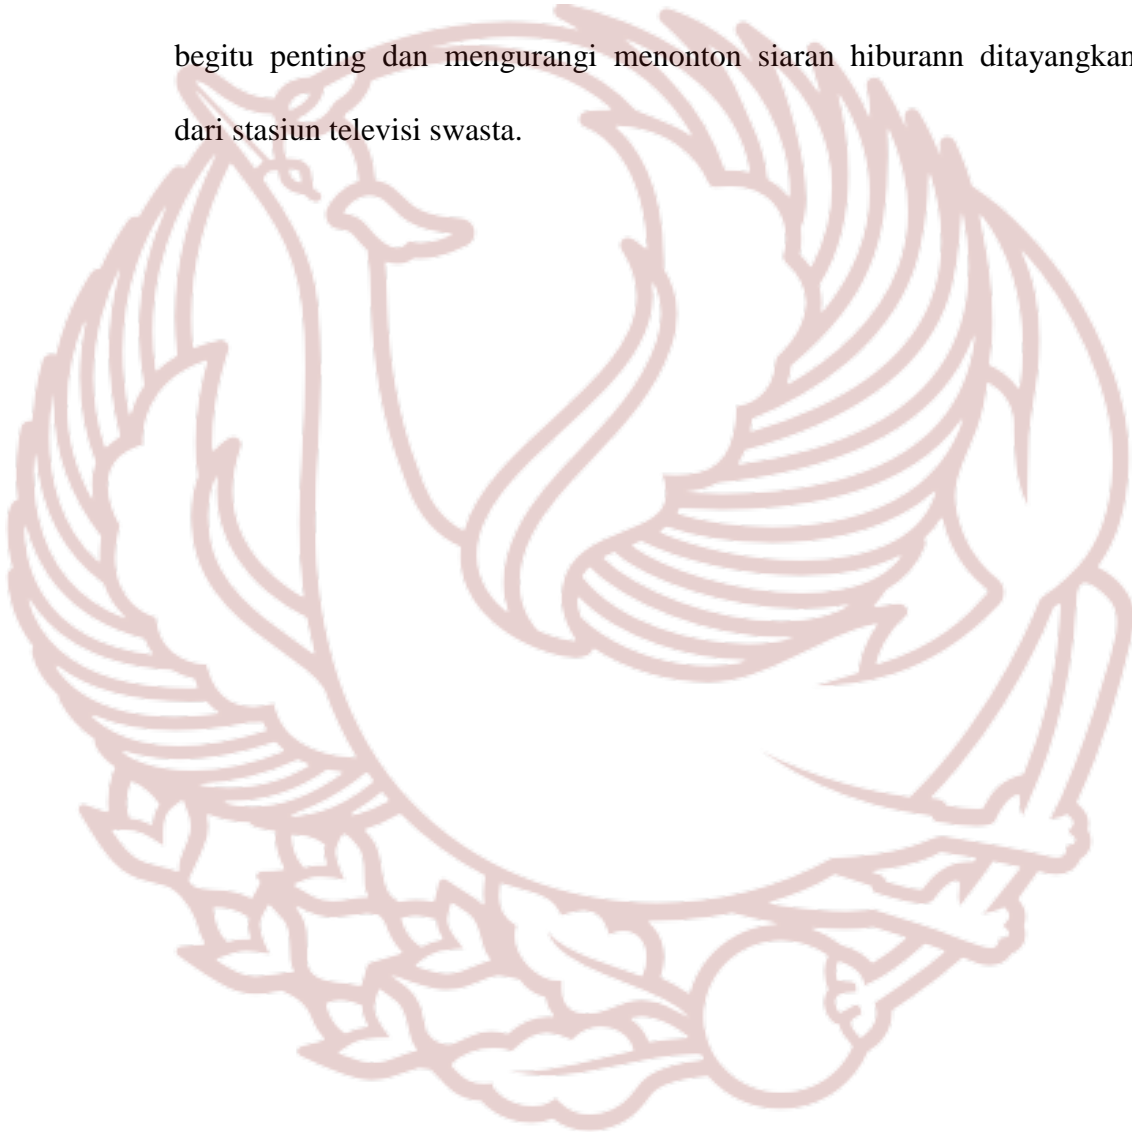 begitu penting dan mengurangi menonton siaran hiburann ditayangkan
dari stasiun televisi swasta.